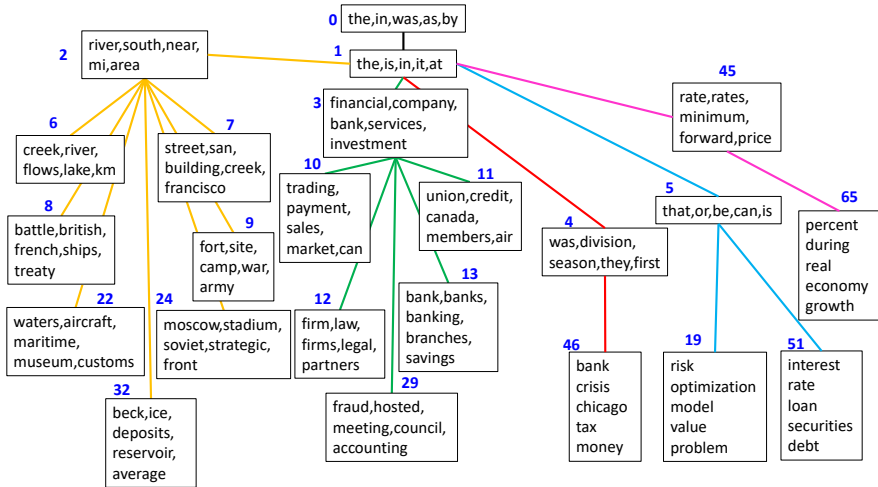 0
the,in,was,as,by
2
river,south,near,
mi,area
1
the,is,in,it,at
45
rate,rates,
minimum,
forward,price
3
financial,company,
bank,services,
investment
6
creek,river,
flows,lake,km
7
street,san,
building,creek,
francisco
10
trading,
payment,
sales,
market,can
11
union,credit,
canada,
members,air
5
that,or,be,can,is
65
percent
during
real
economy
growth
8
battle,british,
french,ships,
treaty
9
fort,site,
camp,war,
army
4
was,division,
season,they,first
22
waters,aircraft,
maritime,
museum,customs
24
moscow,stadium,
soviet,strategic,
front
12
firm,law,
firms,legal,
partners
13
bank,banks,
banking,
branches,
savings
46
bank
crisis
chicago
tax
money
19
risk
optimization
model
value
problem
51
interest
rate
loan
securities
debt
32
beck,ice,
deposits,
reservoir,
average
29
fraud,hosted,
meeting,council,
accounting